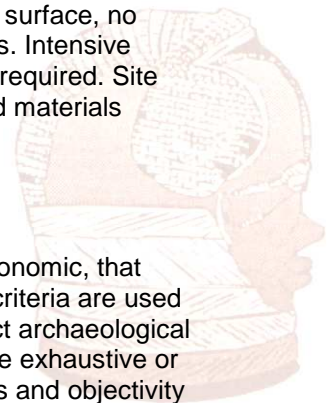 surface, no
s. Intensive
required. Site
d materials
onomic, that
criteria are used
ct archaeological
e exhaustive or
s and objectivity